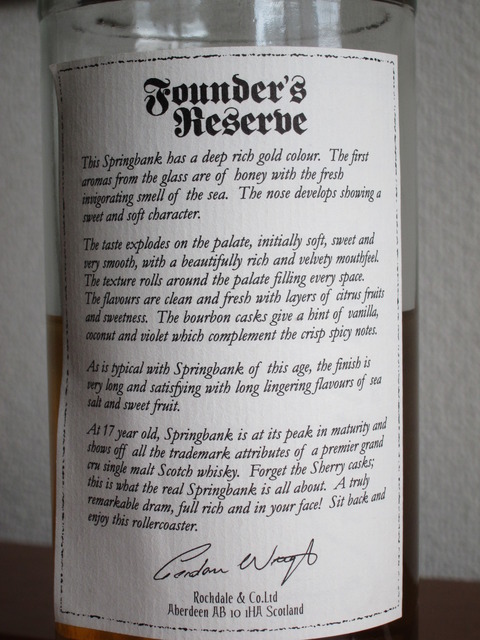 Founder's
Reserve
This Springbank has a deep rich gold colour. The first
aromas from the glass are of honey with the fresh
invigorating smell of the sea. The nose develops showing a
sweet and soft character.
The taste explodes on the palate, initially soft, sweet and
very smooth, with a beautifully rich and velvety mouthfeel.
The texture rolls around the palate filling every space.
The flavours are clean and fresh with layers of citrus fruits
and sweetness. The bourbon casks give a hint of vanilla,
coconut and violet which complement the crisp spicy notes.
As is typical with Springbank of this age, the finish is
very long and satisfying with long lingering flavours of sea
salt and sweet fruit.
At 17 year old, Springbank is at its peak in maturity and
shows off all the trademark attributes of a premier grand
cru single malt Scotch whisky. Forget the Sherry casks;
this is what the real Springbank is all about. A truly
remarkable dram, full rich and in your face! Sit back and
enjoy this rollercoaster.
Gordon Wright
Rochdale & Co.Ltd
Aberdeen AB 10 1HA Scotland